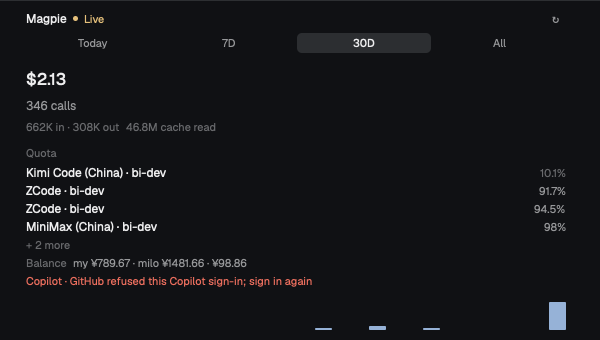 Magpie • Live ↻
Today 7D 30D All
$2.13
346 calls
662K in · 308K out 46.8M cache read
Quota
Kimi Code (China) · bi-dev 10.1%
ZCode · bi-dev 91.7%
ZCode · bi-dev 94.5%
MiniMax (China) · bi-dev 98%
+ 2 more
Balance my ¥789.67 · milo ¥1481.66 · ¥98.86
Copilot · GitHub refused this Copilot sign-in; sign in again